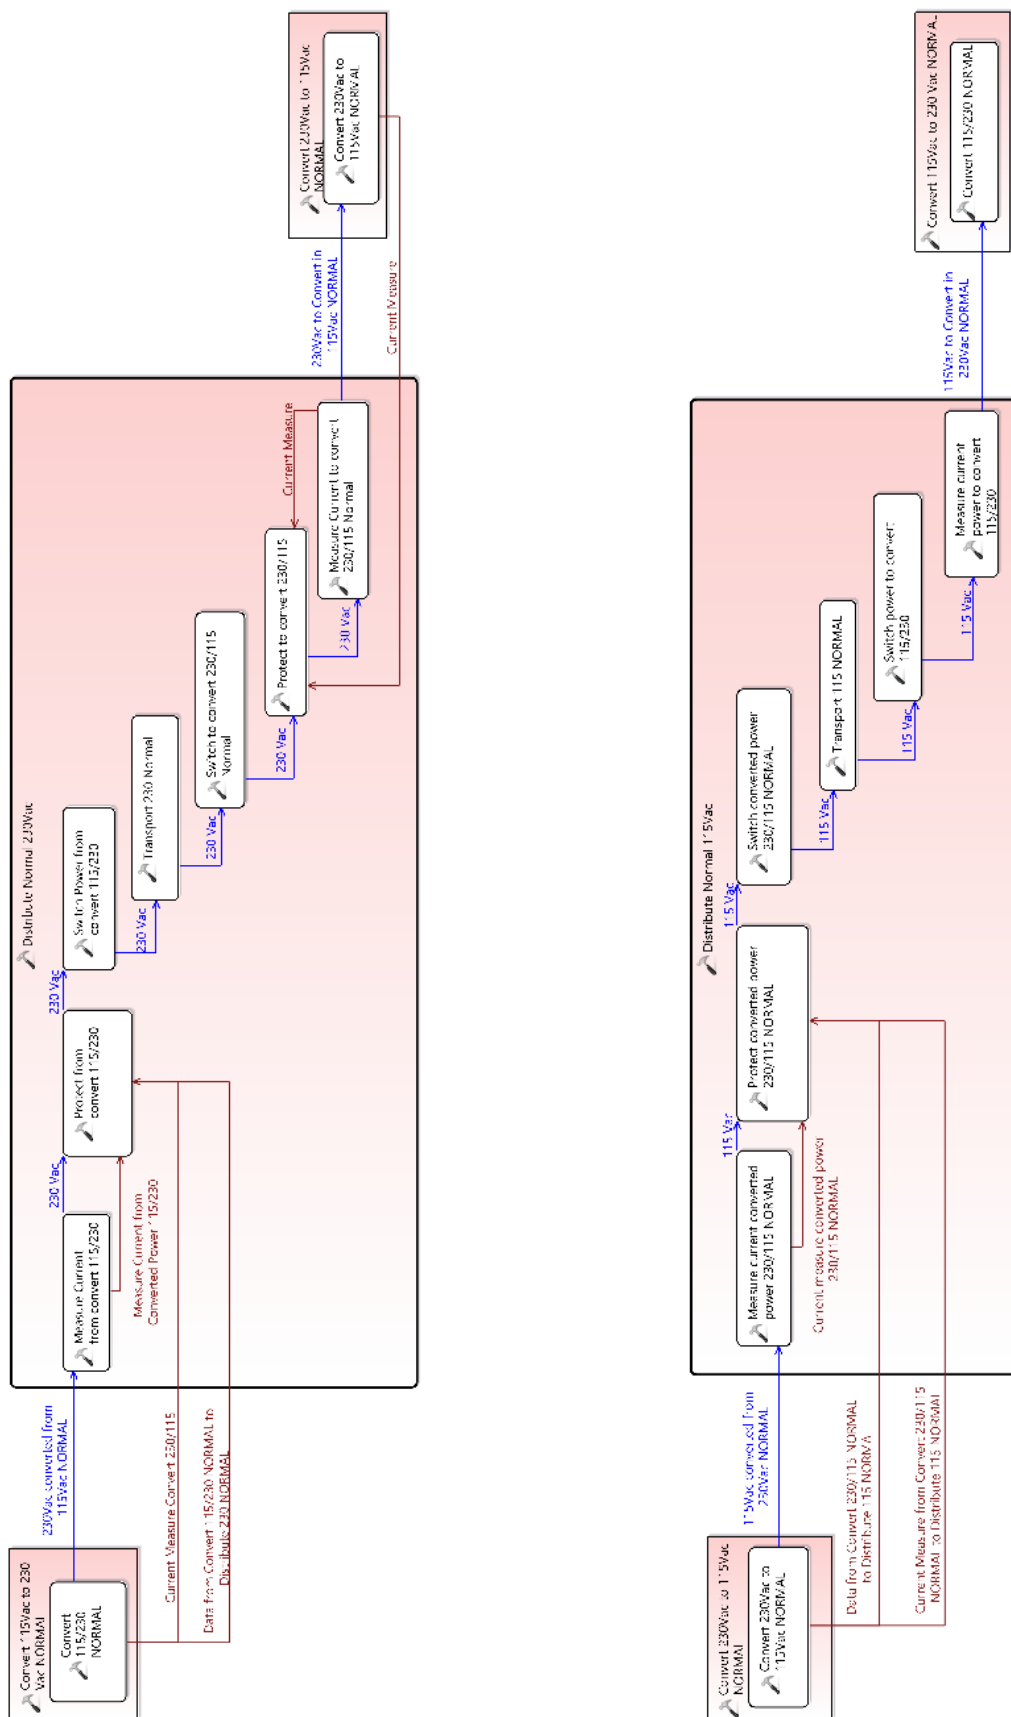 Convert 115Vac to 230
Vac NORMAL
Convert
115/230
NORMAL
230Vac converted from
115Vac NORMAL
Current Measure Convert 230/115
Data from Convert 115/230 NORMAL to
Distribute 230 NORMAL
Distribute Normal 230Vac
Measure Current
from convert 115/230
230 Vac
Measure Current from
Converted Power 115/230
Protect from
convert 115/230
230 Vac
Switch Power from
convert 115/230
230 Vac
Transport 230 Normal
230 Vac
Switch to convert 230/115
Normal
230 Vac
Protect to convert 230/115
230 Vac
Current Measure
Measure Current to convert
230/115 Normal
230Vac to Convert in
115Vac NORMAL
Current Measure
Convert 230Vac to 115Vac
NORMAL
Convert 230Vac to
115Vac NORMAL
Convert 230Vac to 115Vac
NORMAL
Convert 230Vac to
115Vac NORMAL
115Vac converted from
230Vac NORMAL
Data from Convert 230/115 NORMAL
to Distribute 115 NORMA
Current Measure from Convert 230/115
NORMAL to Distribute 115 NORMAL
Distribute Normal 115Vac
Measure current converted
power 230/115 NORMAL
115 Vac
Current measure converted power
230/115 NORMAL
Protect converted power
230/115 NORMAL
115 Vac
Switch converted power
230/115 NORMAL
115 Vac
Transport 115 NORMAL
115 Vac
Switch power to convert
115/230
115 Vac
Measure current
power to convert
115/230
115Vac to Convert in
230Vac NORMAL
Convert 115Vac to 230 Vac NORMAL
Convert 115/230 NORMAL